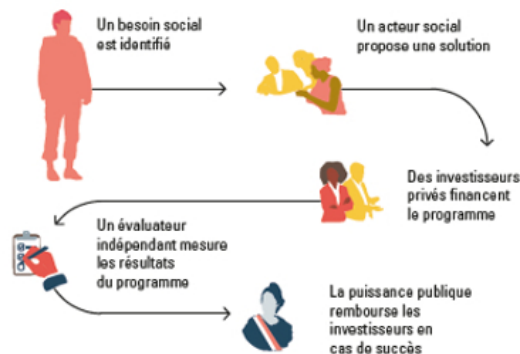 Un besoin social
est identifié
Un acteur social
propose une solution
Des investisseurs
privés financent
le programme
Un évaluateur
indépendant mesure
les résultats
du programme
La puissance publique
rembourse les
investisseurs en
cas de succès